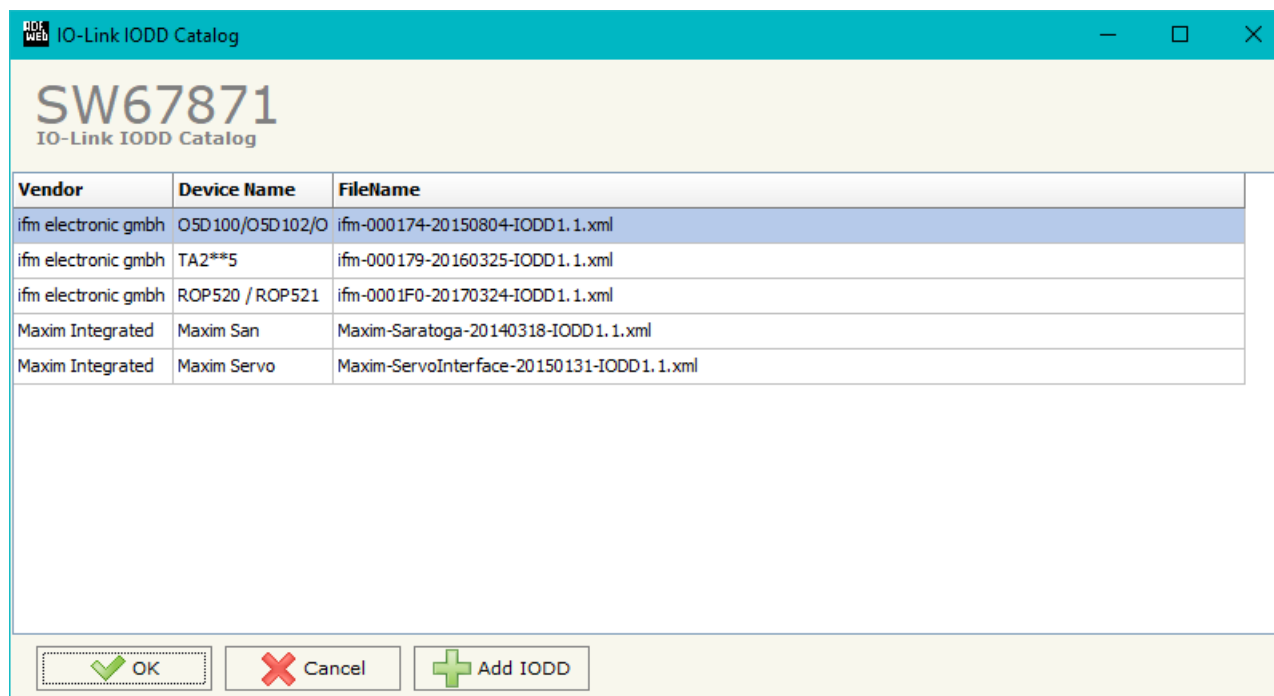 ADF WEB IO-Link IODD Catalog
SW67871
IO-Link IODD Catalog
Vendor Device Name FileName
ifm electronic gmbh O5D100/O5D102/O ifm-000174-20150804-IODD1.1.xml
ifm electronic gmbh TA2**5 ifm-000179-20160325-IODD1.1.xml
ifm electronic gmbh ROP520 / ROP521 ifm-0001F0-20170324-IODD1.1.xml
Maxim Integrated Maxim San Maxim-Saratoga-20140318-IODD1.1.xml
Maxim Integrated Maxim Servo Maxim-ServoInterface-20150131-IODD1.1.xml
OK Cancel Add IODD